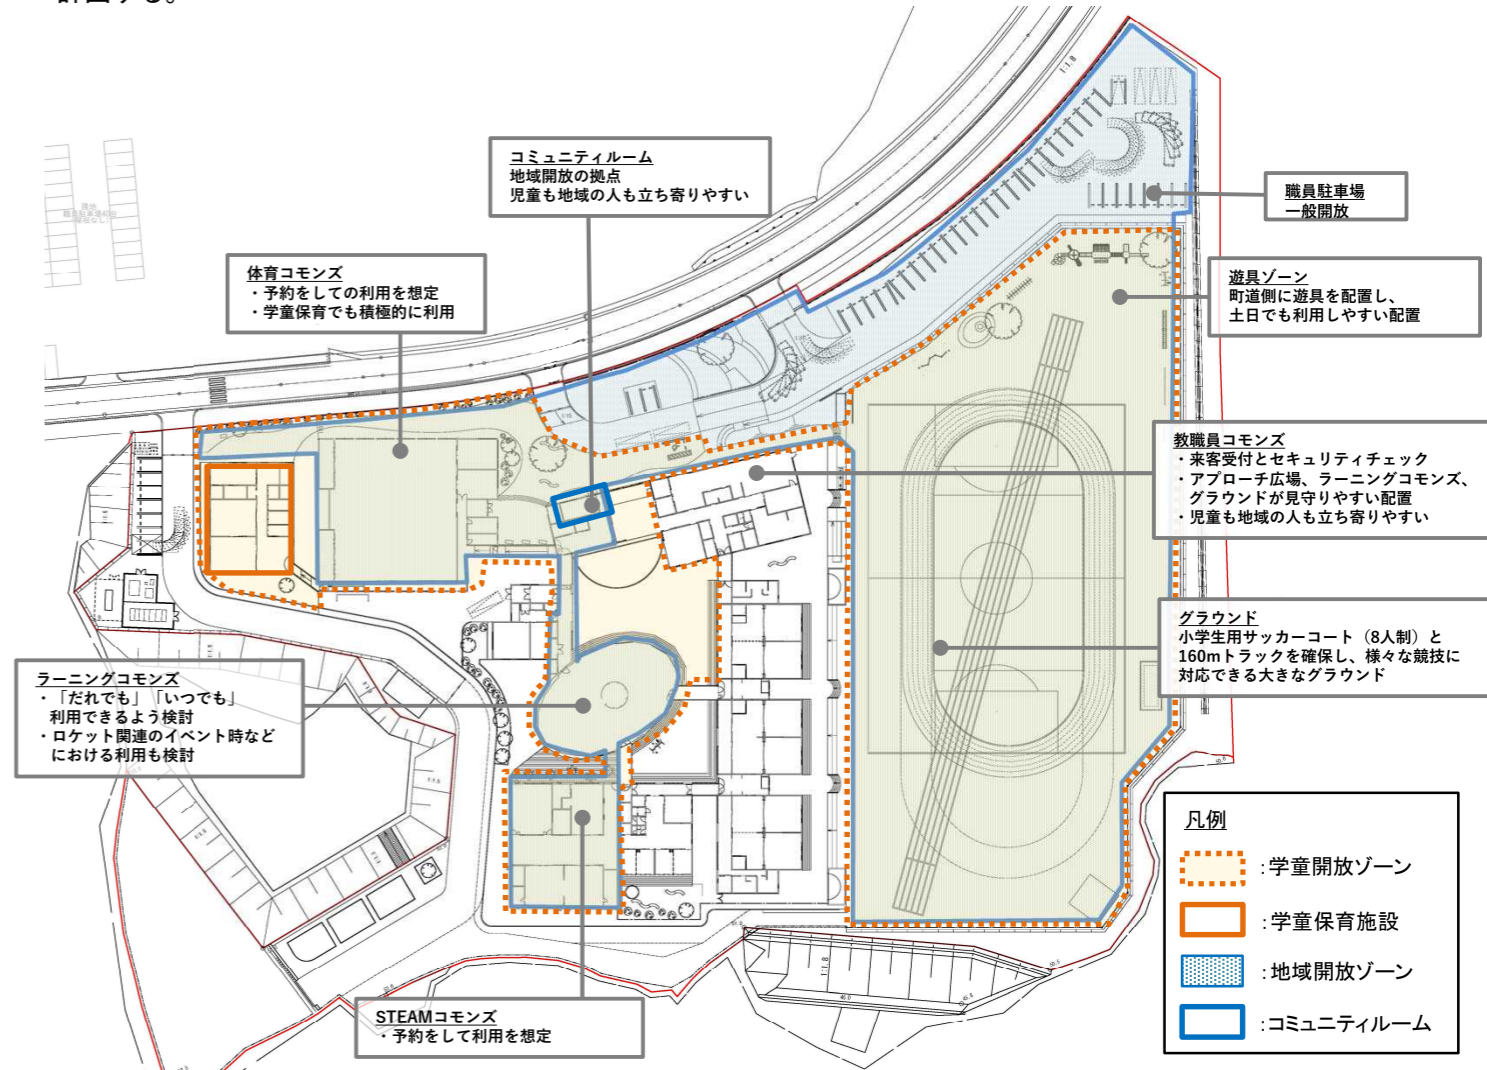 計画する。
コミュニティルーム
地域開放の拠点
児童も地域の人も立ち寄りやすい
職員駐車場
一般開放
体育コモンズ
・予約をしての利用を想定
・学童保育でも積極的に利用
遊具ゾーン
町道側に遊具を配置し、
土日でも利用しやすい配置
教職員コモンズ
・来客受付とセキュリティチェック
・アプローチ広場、ラーニングコモンズ、
グラウンドが見守りやすい配置
・児童も地域の人も立ち寄りやすい
グラウンド
小学生用サッカーコート（8人制）と
160mトラックを確保し、様々な競技に
対応できる大きなグラウンド
ラーニングコモンズ
・「だれでも」「いつでも」
利用できるよう検討
・ロケット関連のイベント時など
における利用も検討
STEAMコモンズ
・予約をして利用を想定
凡例
:学童開放ゾーン
:学童保育施設
:地域開放ゾーン
:コミュニティルーム
1:1.8
1:1.8